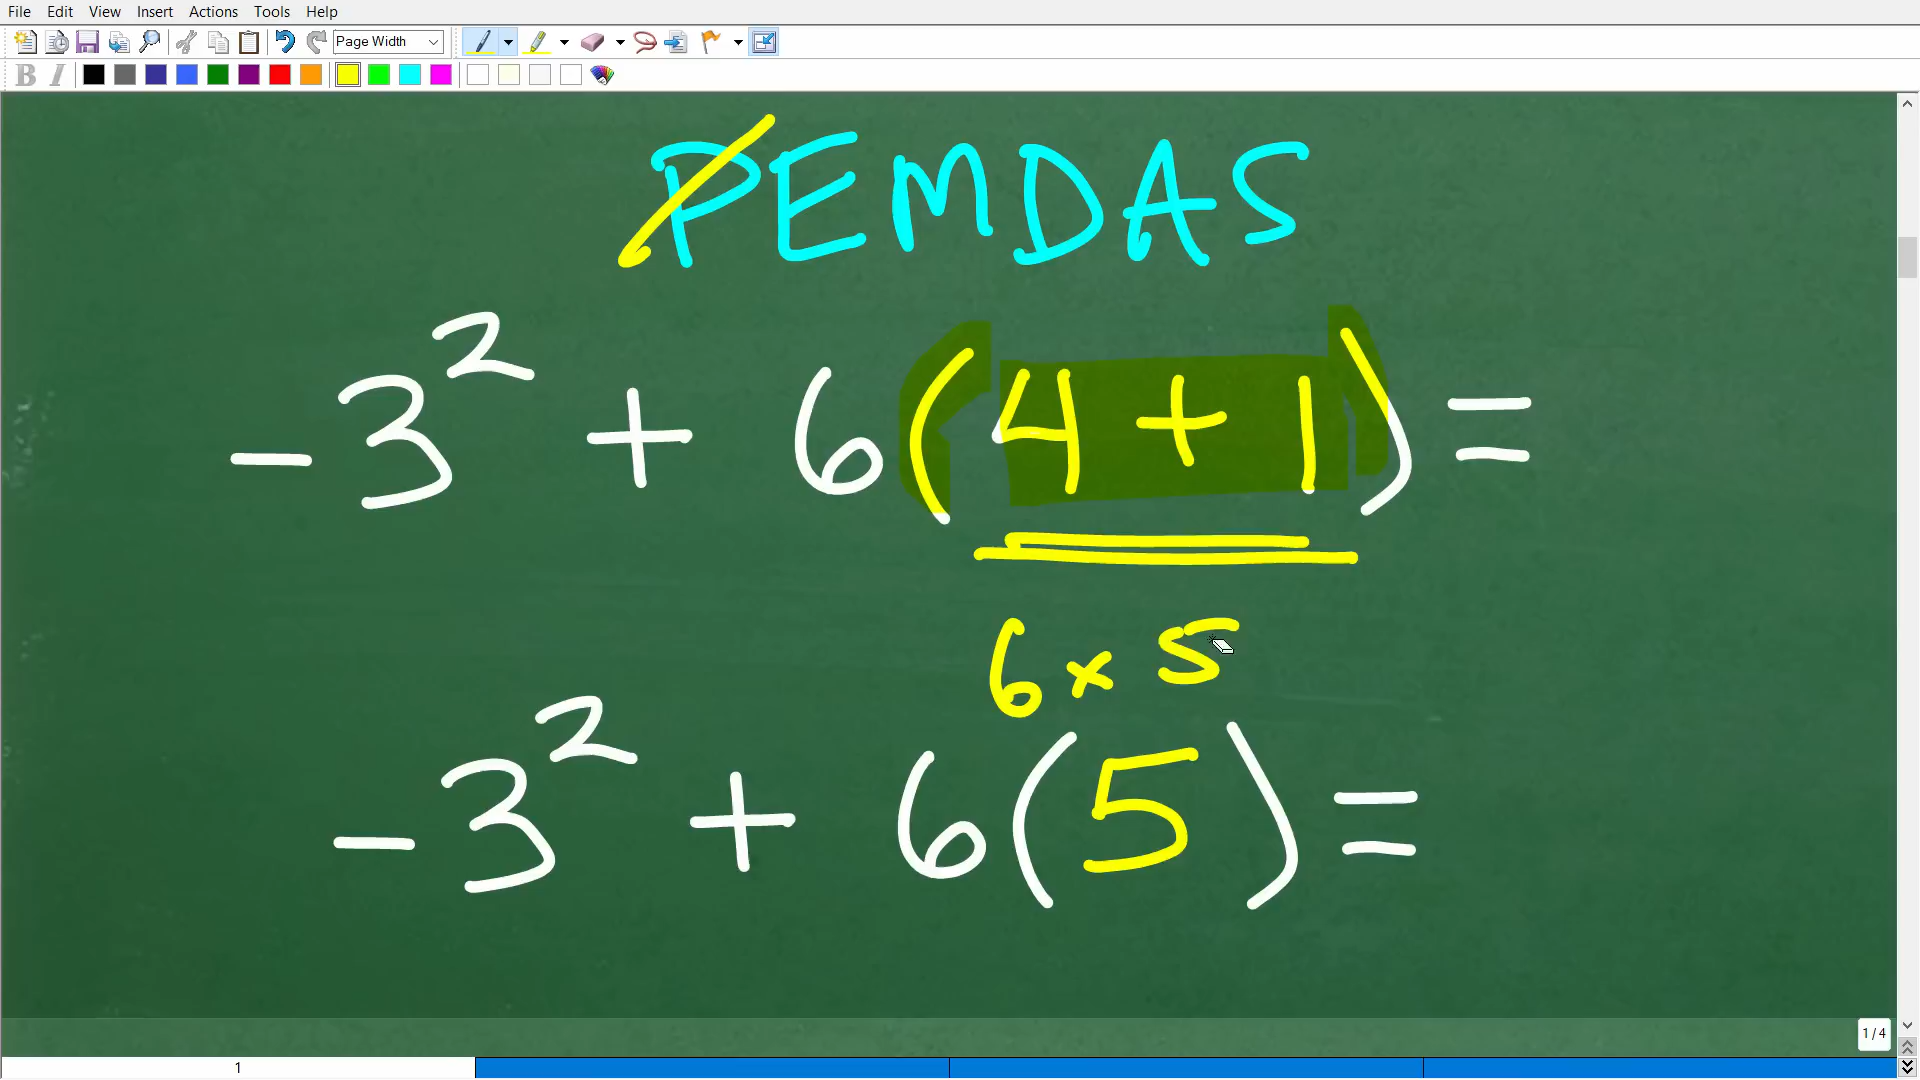 File Edit View Insert Actions Tools Help
Page Width
B I
PEMDAS
-3² + 6(4+1)=
6 x 5
-3² + 6(5)=
1 / 4
1